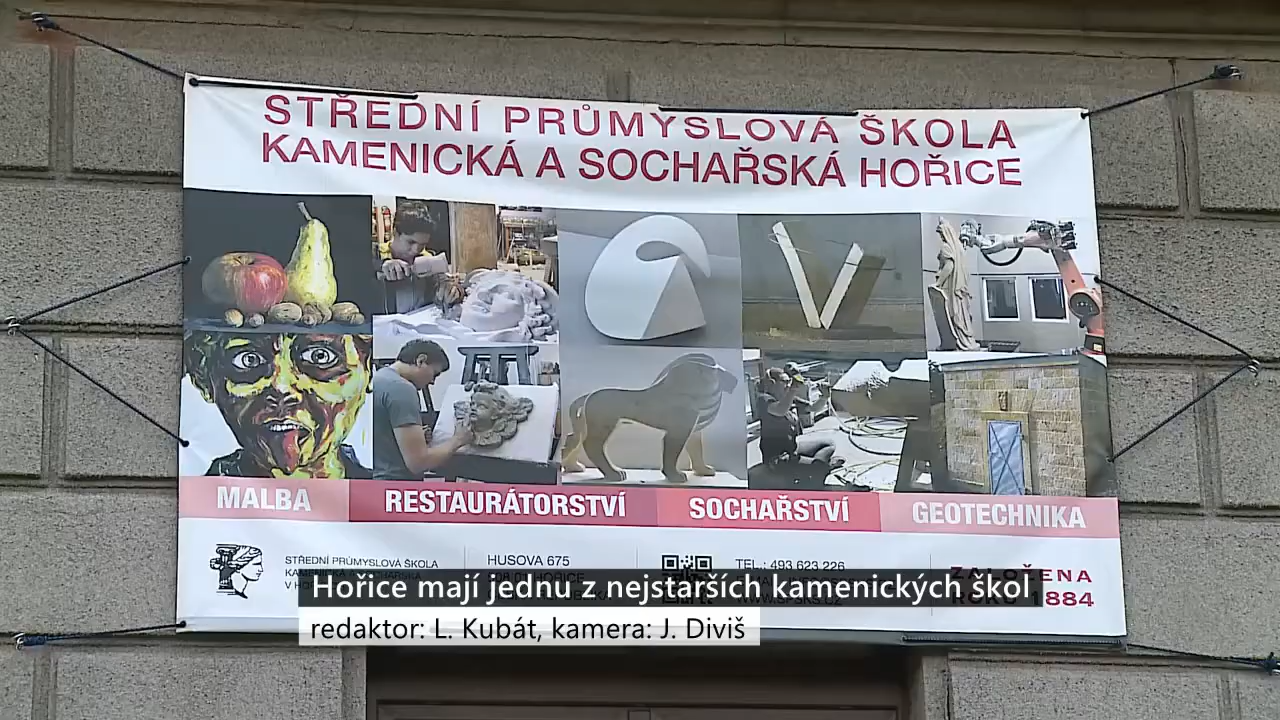 STŘEDNÍ PRŮMYSLOVÁ ŠKOLA
KAMENICKÁ A SOCHAŘSKÁ HOŘICE
MALBA
RESTAURÁTORSTVÍ
SOCHAŘSTVÍ
GEOTECHNIKA
STŘEDNÍ PRŮMYSLOVÁ ŠKOLA
HUSOVA 675
TEL.: 493 623 226
ZALOŽENA
ROKU 1884
Hořice mají jednu z nejstarších kamenických škol
redaktor: L. Kubát, kamera: J. Diviš